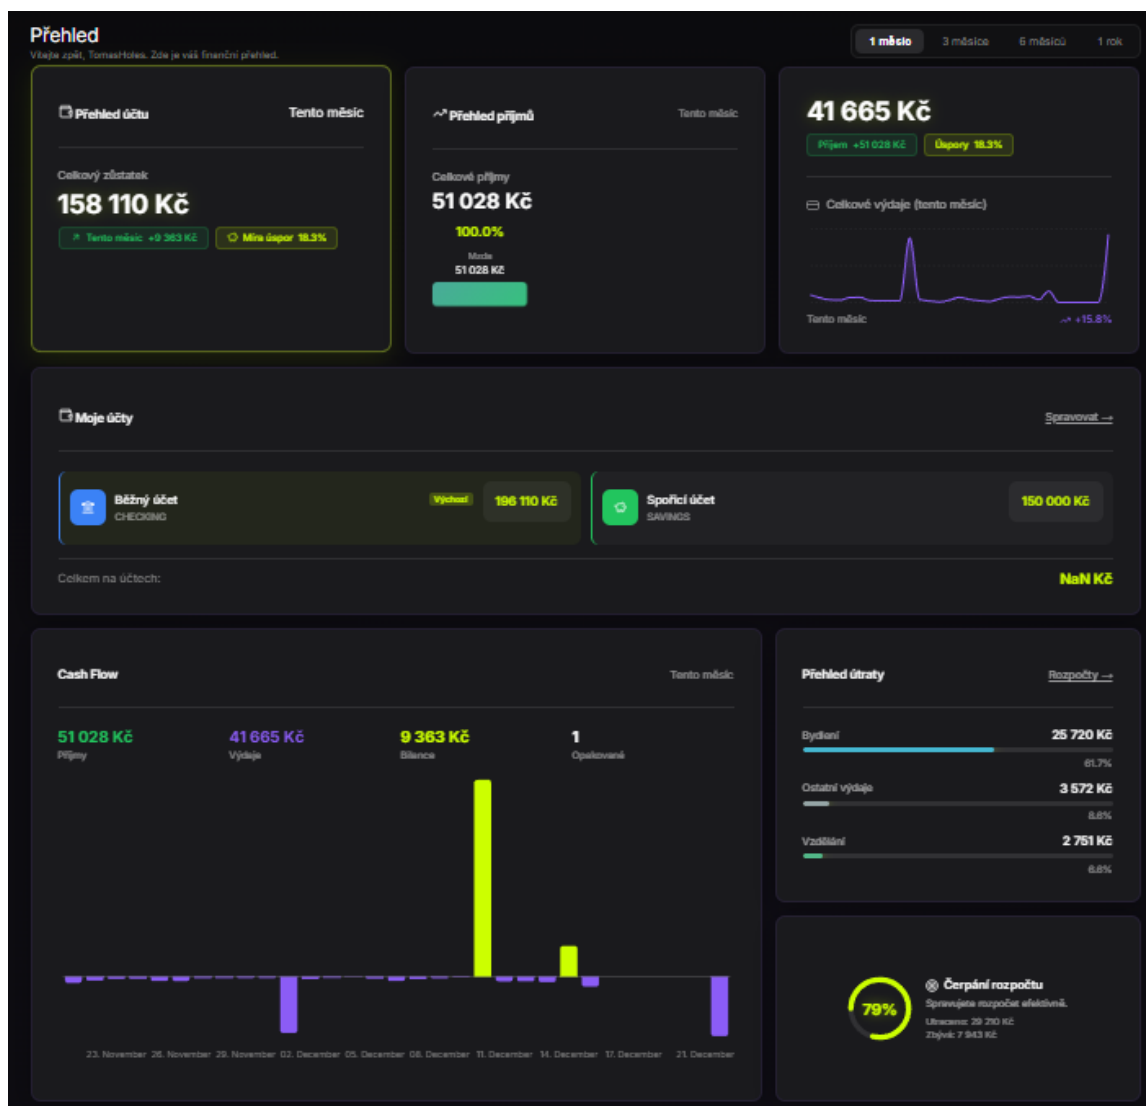 Přehled
Vítejte zpět, TomasHoles. Zde je váš finanční přehled.
1 měsíc 3 měsíce 6 měsíců 1 rok
Přehled účtu Tento měsíc
Celkový zůstatek
158 110 Kč
Tento měsíc +9 363 Kč Míra úspor 18.3%
Přehled příjmů Tento měsíc
Celkové příjmy
51 028 Kč
100.0%
Mzda
51 028 Kč
41 665 Kč
Příjem +51 028 Kč Úspory 18.3%
Celkové výdaje (tento měsíc)
Tento měsíc +15.8%
Moje účty Spravovat →
Běžný účet
CHECKING
Výchozí 196 110 Kč
Spořicí účet
SAVINGS
150 000 Kč
Celkem na účtech: NaN Kč
Cash Flow Tento měsíc
51 028 Kč 41 665 Kč 9 363 Kč 1
Příjmy Výdaje Bilance Opakované
23. November 26. November 29. November 02. December 05. December 08. December 11. December 14. December 17. December 21. December
Přehled útraty Rozpočty →
Bydlení 25 720 Kč
61.7%
Ostatní výdaje 3 572 Kč
8.6%
Vzdělání 2 751 Kč
6.6%
79%
Čerpání rozpočtu
Spravujete rozpočet efektivně.
Utraceno: 29 210 Kč
Zbývá: 7 943 Kč